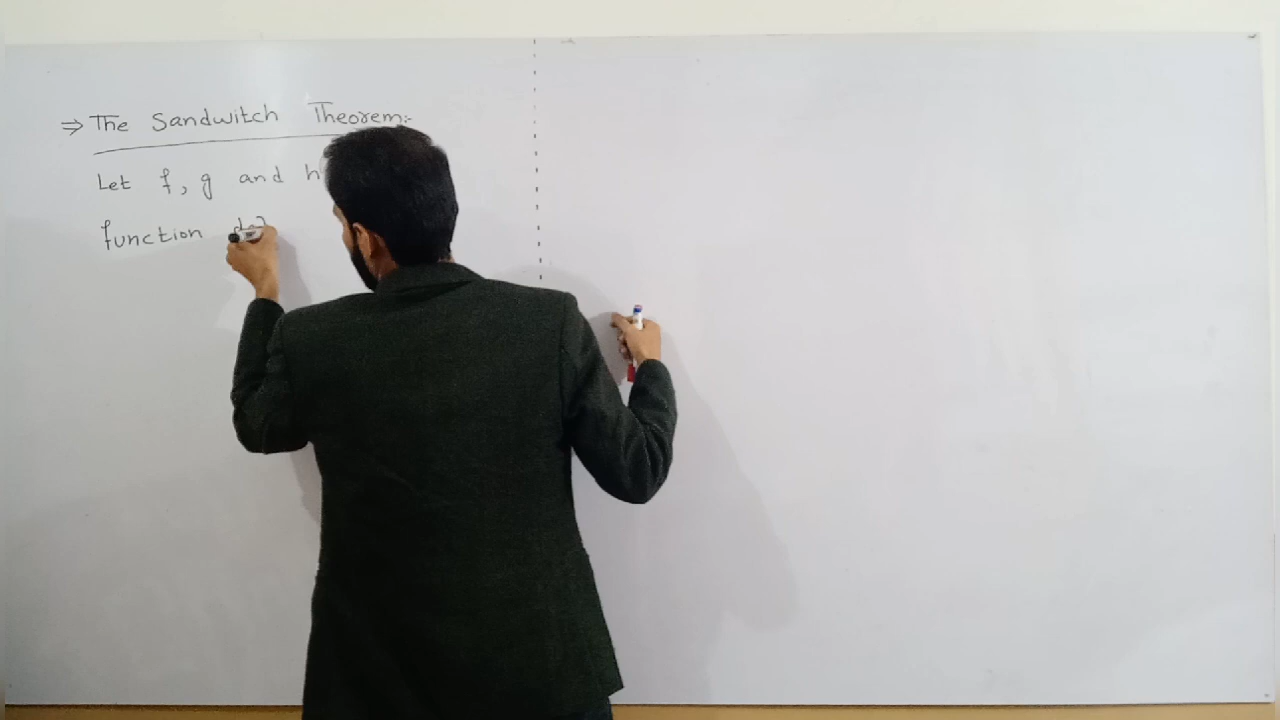 ⇒ The Sandwitch Theorem:-
Let f, g and h
function